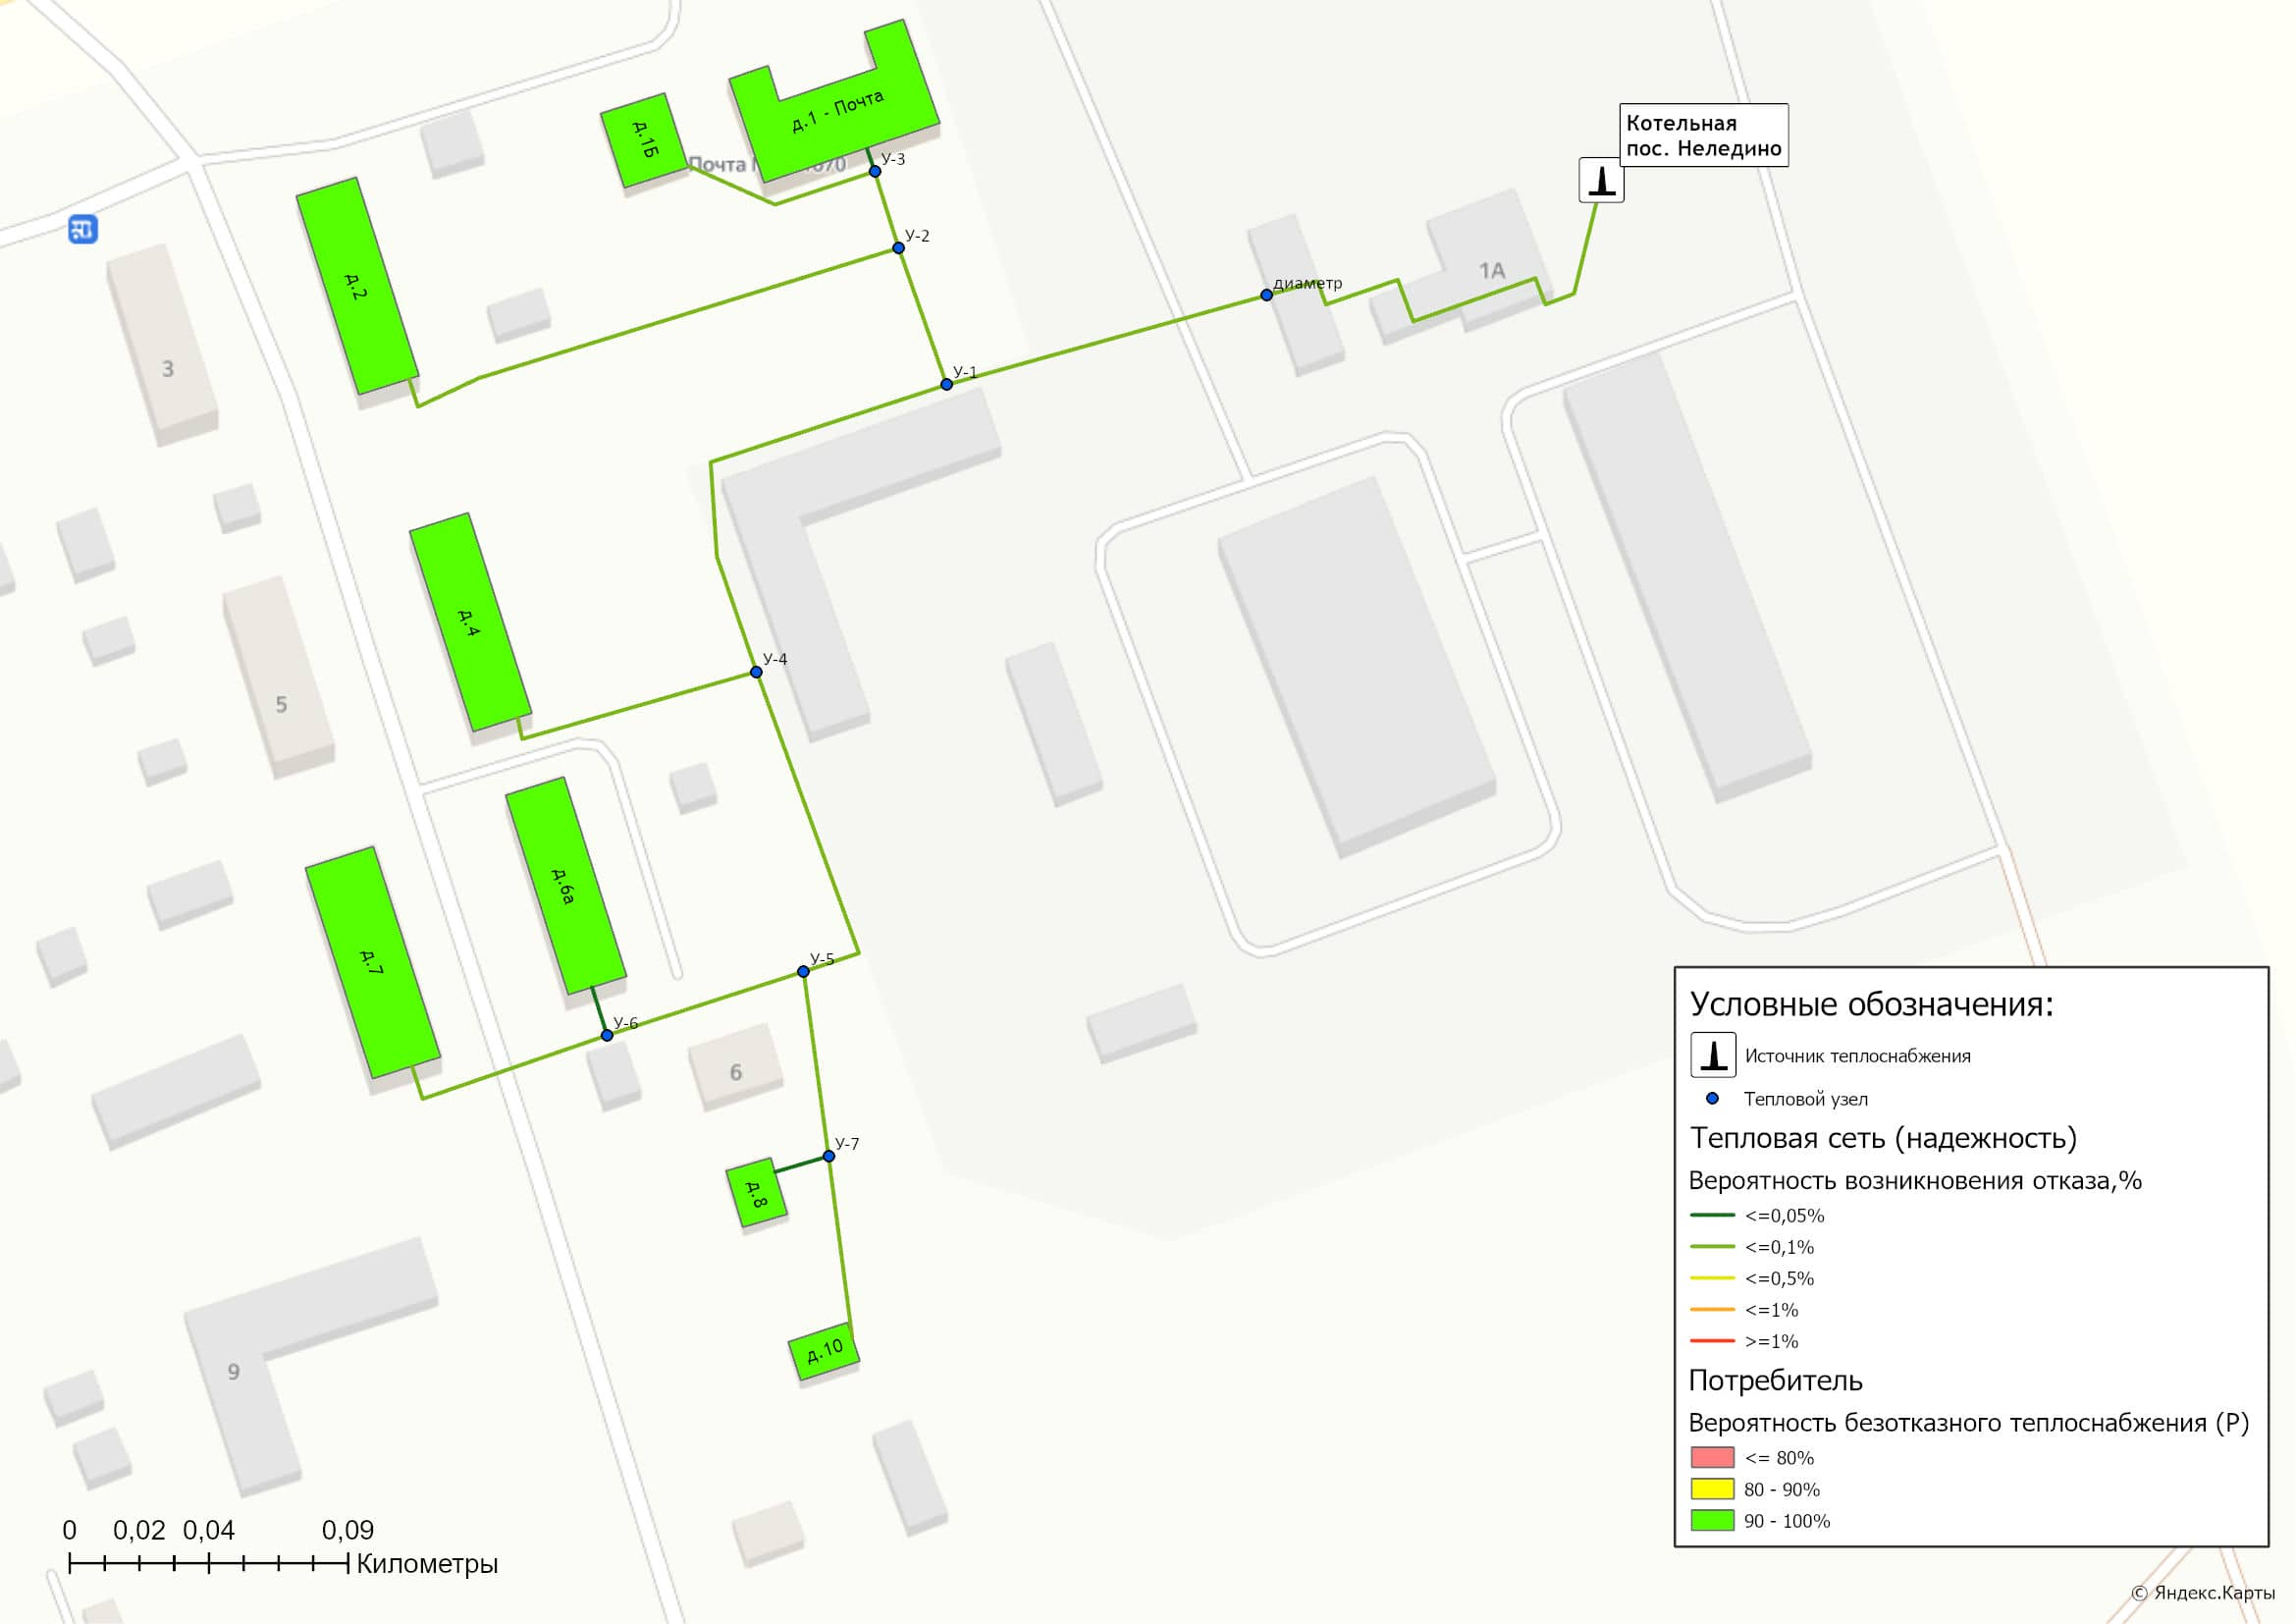 д.1 - Почта
д.1Б
Почта
У-3
Котельная
пос. Неледино
У-2
д.2
диаметр
1А
3
У-1
д.4
У-4
5
д.6а
д.7
У-5
У-6
6
У-7
д.8
д.10
9
Условные обозначения:
Источник теплоснабжения
Тепловой узел
Тепловая сеть (надежность)
Вероятность возникновения отказа,%
<=0,05%
<=0,1%
<=0,5%
<=1%
>=1%
Потребитель
Вероятность безотказного теплоснабжения (Р)
<= 80%
80 - 90%
90 - 100%
0 0,02 0,04 0,09
Километры
© Яндекс.Карты